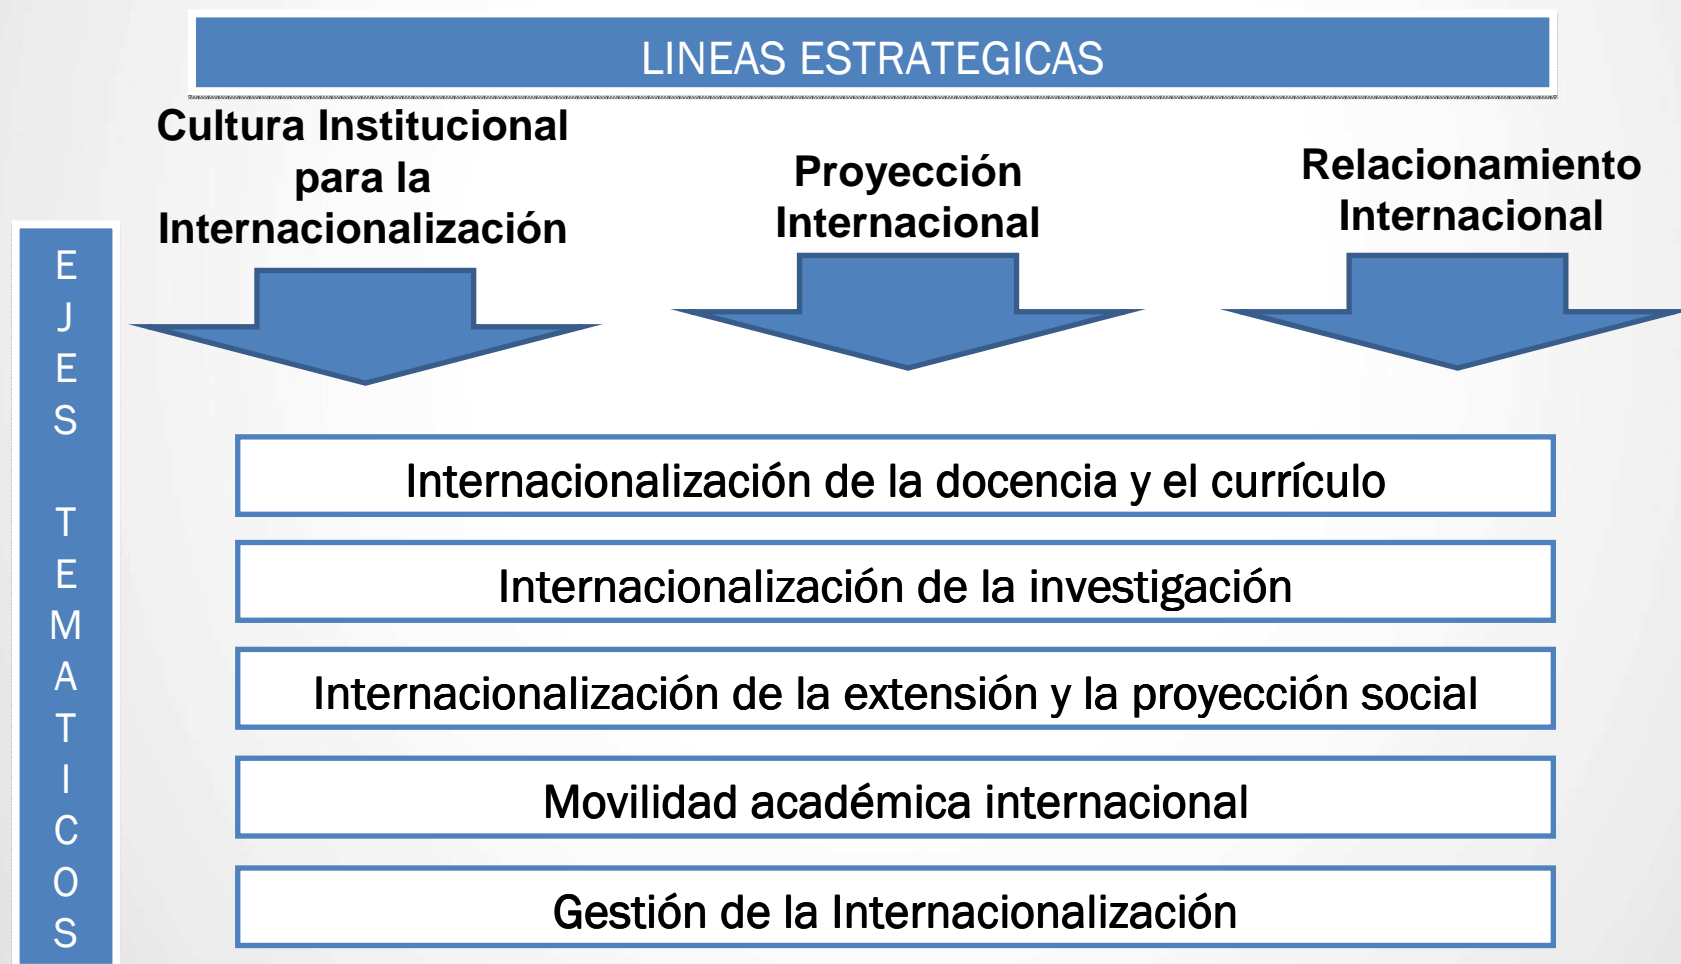 LINEAS ESTRATEGICAS
Cultura Institucional
para la
Internacionalización
Proyección
Internacional
Relacionamiento
Internacional
E
J
E
S
T
E
M
A
T
I
C
O
S
Internacionalización de la docencia y el currículo
Internacionalización de la investigación
Internacionalización de la extensión y la proyección social
Movilidad académica internacional
Gestión de la Internacionalización